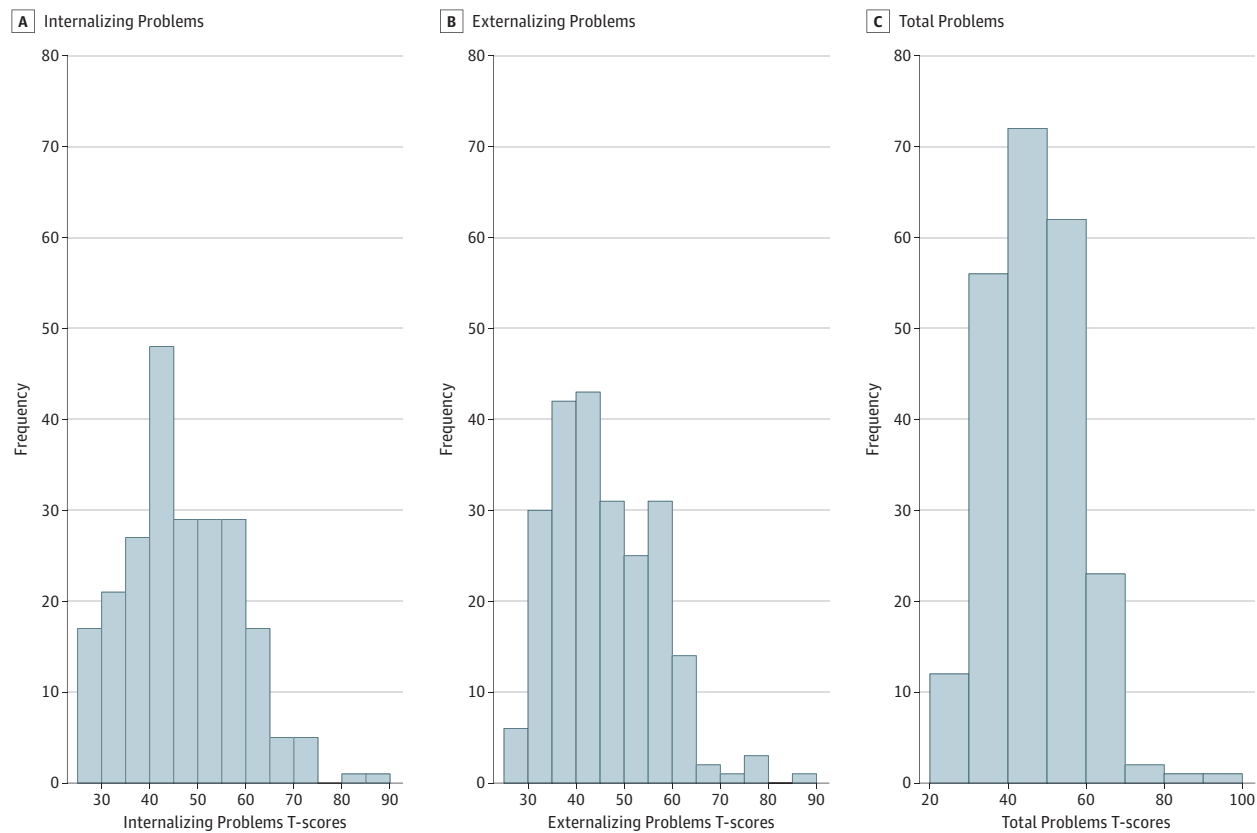 A Internalizing Problems
80
70
60
50
40
30
20
10
0
Frequency
30 40 50 60 70 80 90
Internalizing Problems T-scores
B Externalizing Problems
80
70
60
50
40
30
20
10
0
Frequency
30 40 50 60 70 80 90
Externalizing Problems T-scores
C Total Problems
80
70
60
50
40
30
20
10
0
Frequency
20 40 60 80 100
Total Problems T-scores